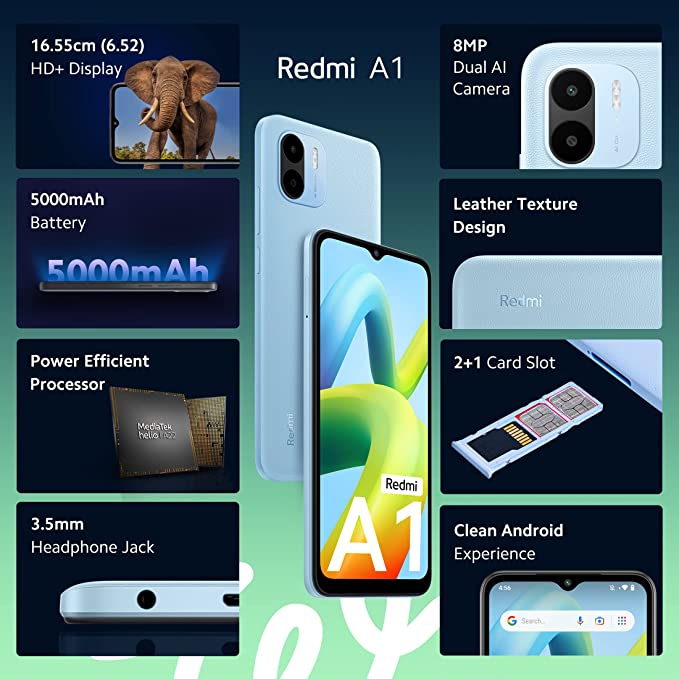 16.55cm (6.52)
HD+ Display
Redmi A1
8MP
Dual AI
Camera
5000mAh
Battery
5000mAh
Leather Texture
Design
Redmi
Power Efficient
Processor
MediaTek
helio A22
2+1 Card Slot
Redmi
Redmi
A1
3.5mm
Headphone Jack
Clean Android
Experience
4:56
Search...